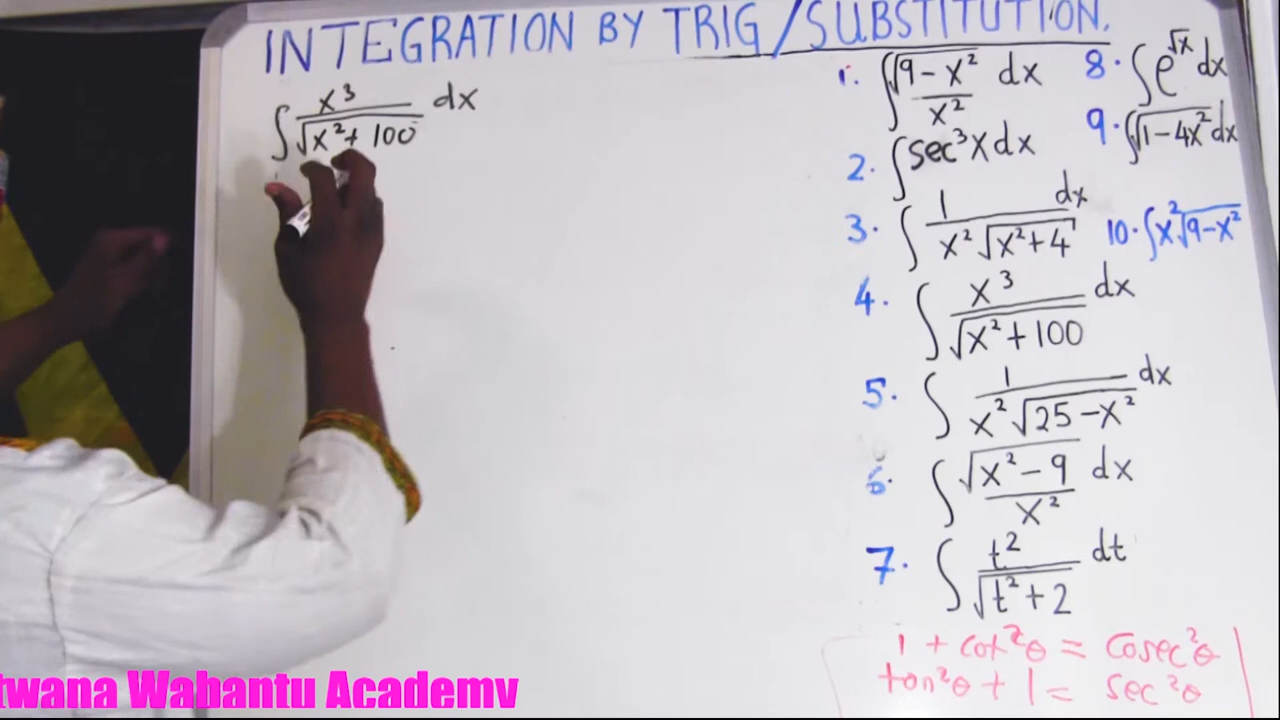 INTEGRATION BY TRIG/SUBSTITUTION.
∫ x³/√(x²+100) dx
1. ∫ √(9-x²)/x² dx
2. ∫ sec³x dx
3. ∫ 1/(x²√(x²+4)) dx
4. ∫ x³/√(x²+100) dx
5. ∫ 1/(x²√(25-x²)) dx
6. ∫ √(x²-9)/x² dx
7. ∫ t²/√(t²+2) dt
8. ∫ e^√x dx
9. ∫ √(1-4x²) dx
10. ∫ x²√(9-x²)
1 + cot²θ = cosec²θ
tan²θ + 1 = sec²θ
twana Wabantu Academy